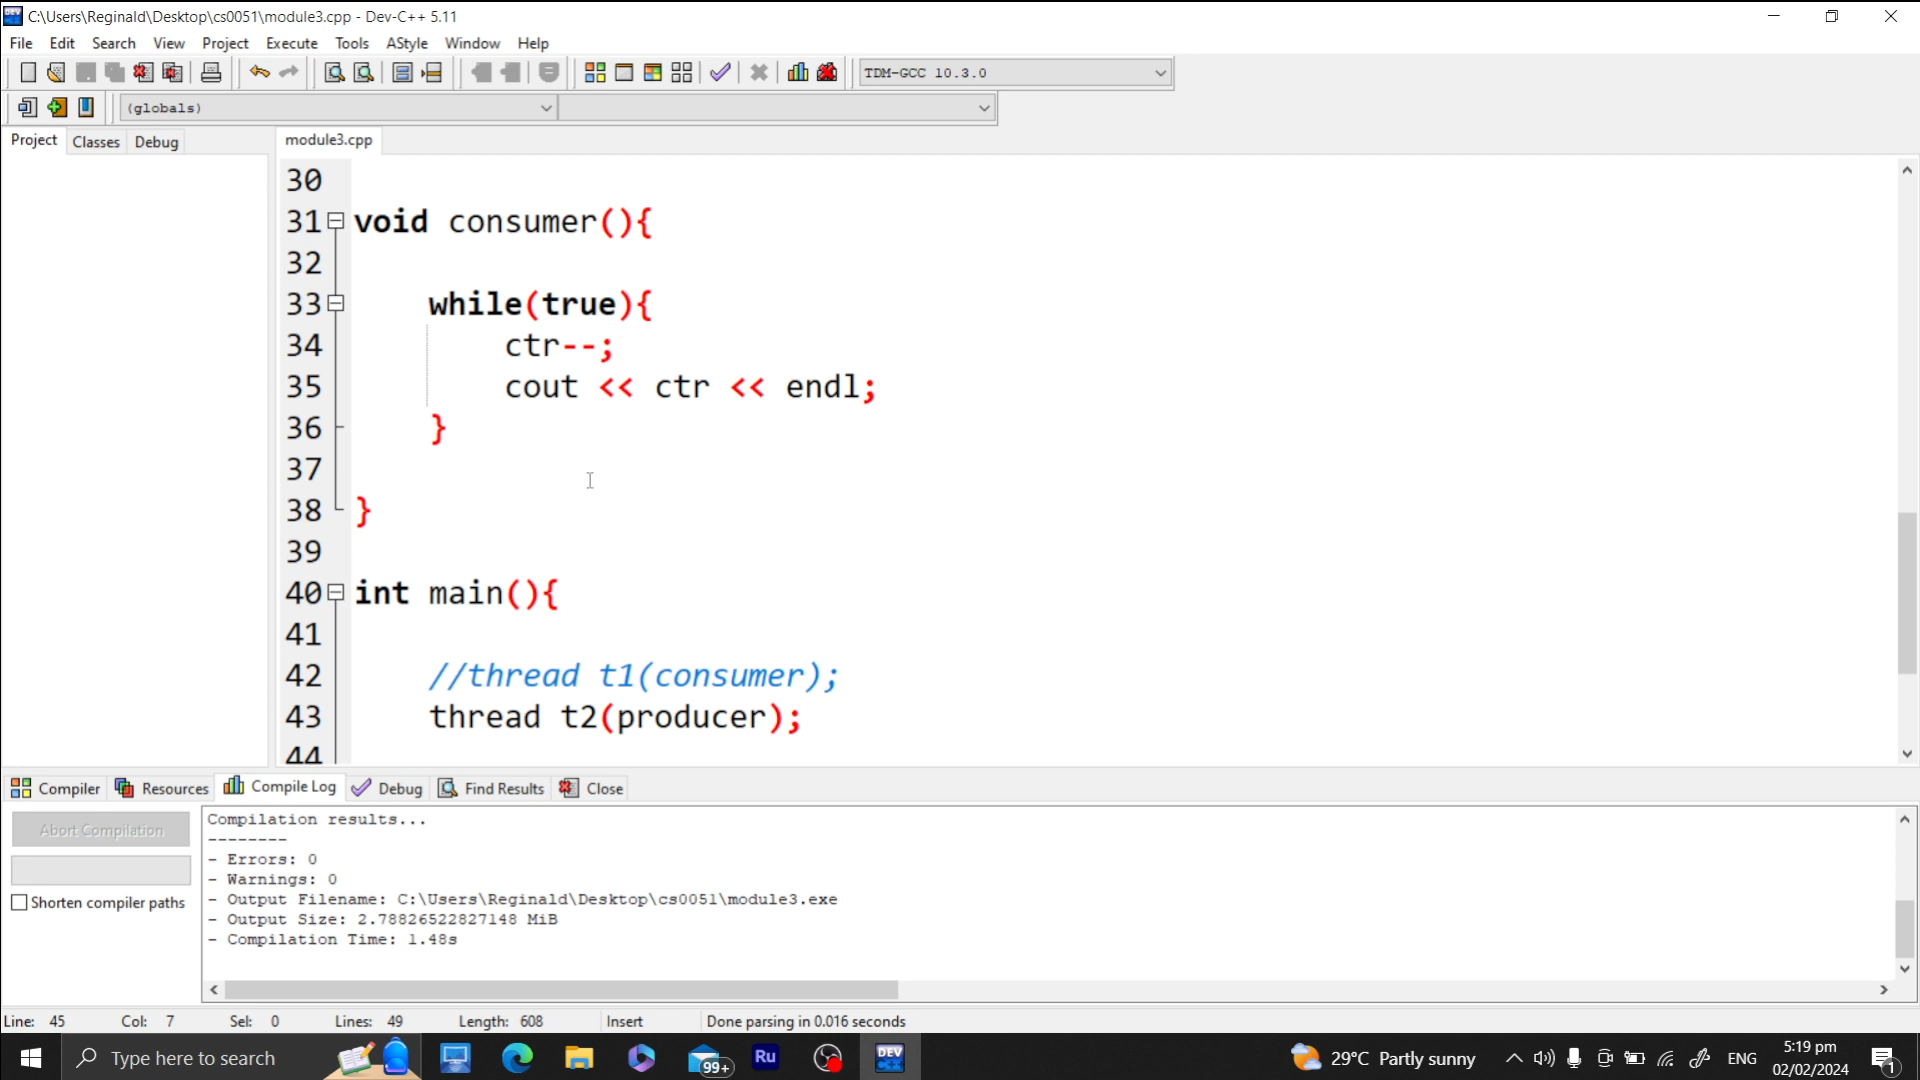 C:\Users\Reginald\Desktop\cs0051\module3.cpp - Dev-C++ 5.11
File Edit Search View Project Execute Tools AStyle Window Help
TDM-GCC 10.3.0
(globals)
Project Classes Debug
module3.cpp
30
31 void consumer(){
32
33 while(true){
34 ctr--;
35 cout << ctr << endl;
36 }
37
38 }
39
40 int main(){
41
42 //thread t1(consumer);
43 thread t2(producer);
44
Compiler Resources Compile Log Debug Find Results Close
Abort Compilation
Shorten compiler paths
Compilation results...
--------
- Errors: 0
- Warnings: 0
- Output Filename: C:\Users\Reginald\Desktop\cs0051\module3.exe
- Output Size: 2.78826522827148 MiB
- Compilation Time: 1.48s
Line: 45 Col: 7 Sel: 0 Lines: 49 Length: 608 Insert Done parsing in 0.016 seconds
Type here to search
99+
Ru
DEV C++
29°C Partly sunny
ENG
5:19 pm
02/02/2024
1